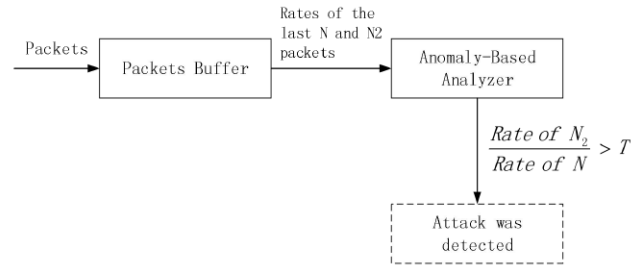 Packets
Packets Buffer
Rates of the
last N and N2
packets
Anomaly-Based
Analyzer
Rate of N₂
Rate of N
> T
Attack was
detected